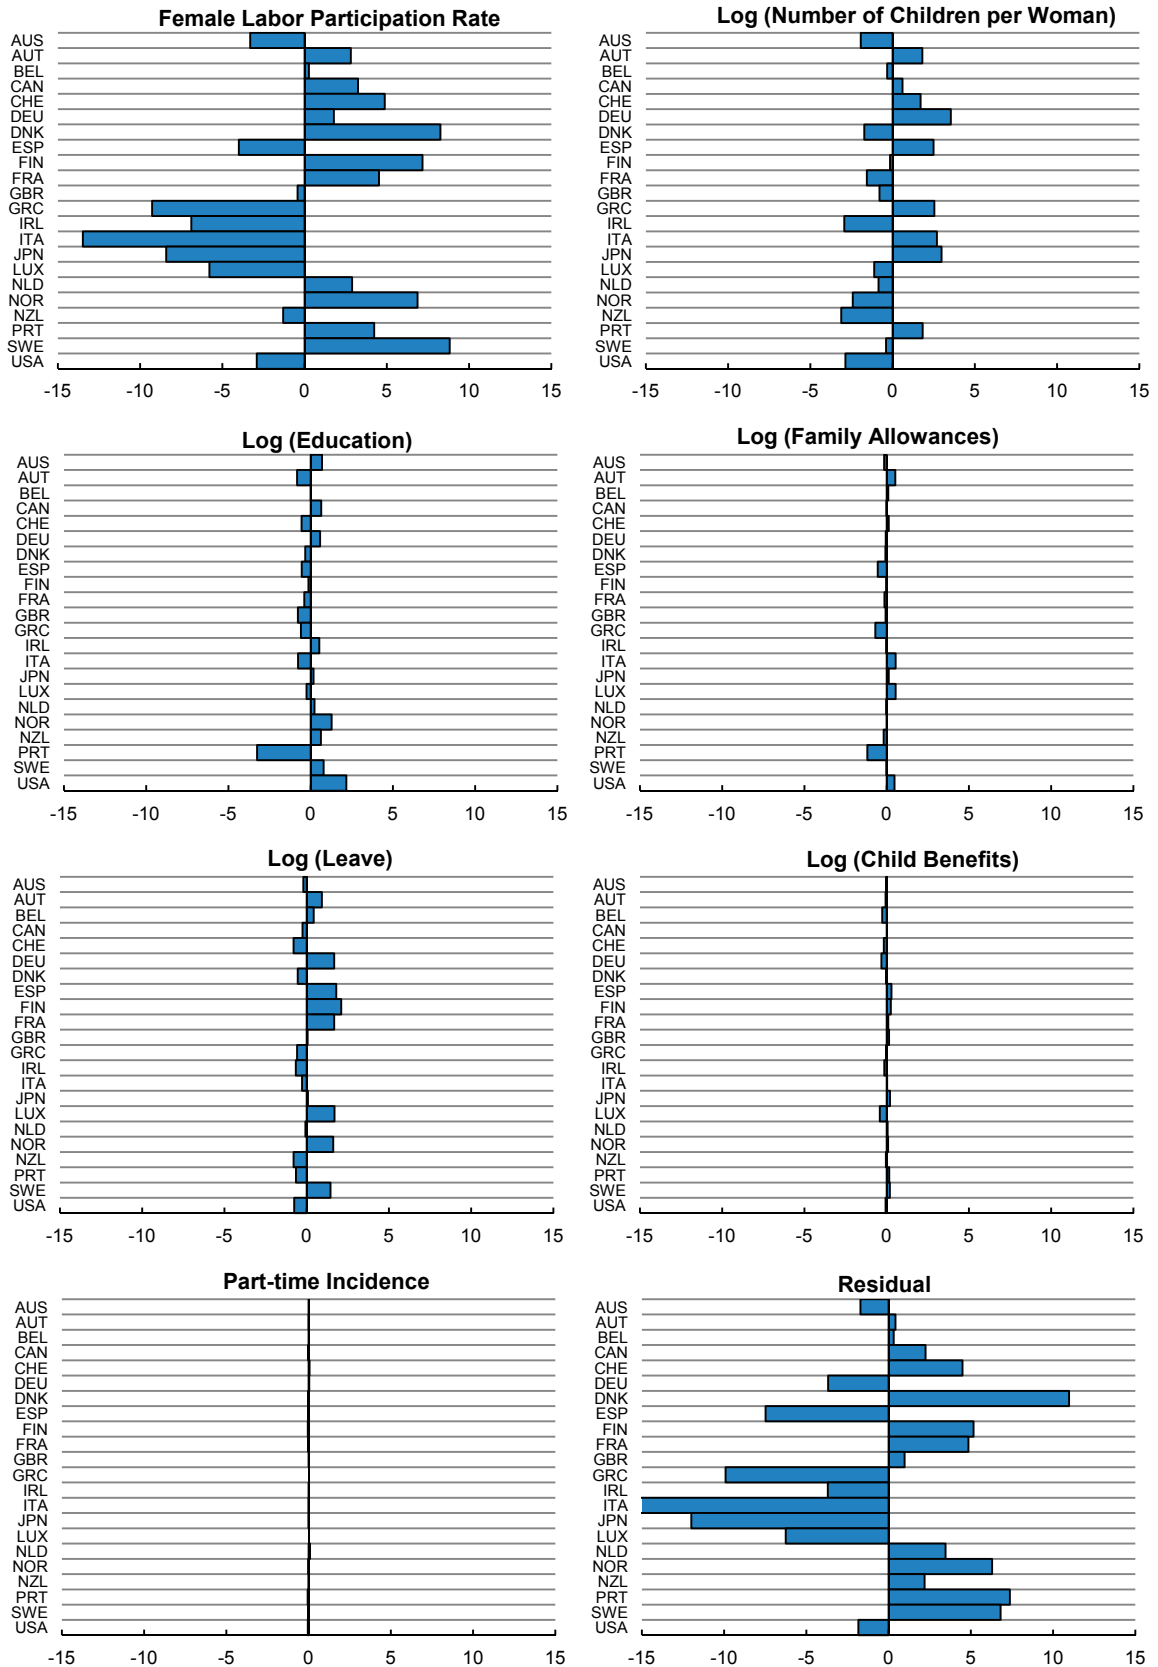 Female Labor Participation Rate
AUS
AUT
BEL
CAN
CHE
DEU
DNK
ESP
FIN
FRA
GBR
GRC
IRL
ITA
JPN
LUX
NLD
NOR
NZL
PRT
SWE
USA
-15 -10 -5 0 5 10 15
Log (Number of Children per Woman)
AUS
AUT
BEL
CAN
CHE
DEU
DNK
ESP
FIN
FRA
GBR
GRC
IRL
ITA
JPN
LUX
NLD
NOR
NZL
PRT
SWE
USA
-15 -10 -5 0 5 10 15
Log (Education)
AUS
AUT
BEL
CAN
CHE
DEU
DNK
ESP
FIN
FRA
GBR
GRC
IRL
ITA
JPN
LUX
NLD
NOR
NZL
PRT
SWE
USA
-15 -10 -5 0 5 10 15
Log (Family Allowances)
AUS
AUT
BEL
CAN
CHE
DEU
DNK
ESP
FIN
FRA
GBR
GRC
IRL
ITA
JPN
LUX
NLD
NOR
NZL
PRT
SWE
USA
-15 -10 -5 0 5 10 15
Log (Leave)
AUS
AUT
BEL
CAN
CHE
DEU
DNK
ESP
FIN
FRA
GBR
GRC
IRL
ITA
JPN
LUX
NLD
NOR
NZL
PRT
SWE
USA
-15 -10 -5 0 5 10 15
Log (Child Benefits)
AUS
AUT
BEL
CAN
CHE
DEU
DNK
ESP
FIN
FRA
GBR
GRC
IRL
ITA
JPN
LUX
NLD
NOR
NZL
PRT
SWE
USA
-15 -10 -5 0 5 10 15
Part-time Incidence
AUS
AUT
BEL
CAN
CHE
DEU
DNK
ESP
FIN
FRA
GBR
GRC
IRL
ITA
JPN
LUX
NLD
NOR
NZL
PRT
SWE
USA
-15 -10 -5 0 5 10 15
Residual
AUS
AUT
BEL
CAN
CHE
DEU
DNK
ESP
FIN
FRA
GBR
GRC
IRL
ITA
JPN
LUX
NLD
NOR
NZL
PRT
SWE
USA
-15 -10 -5 0 5 10 15